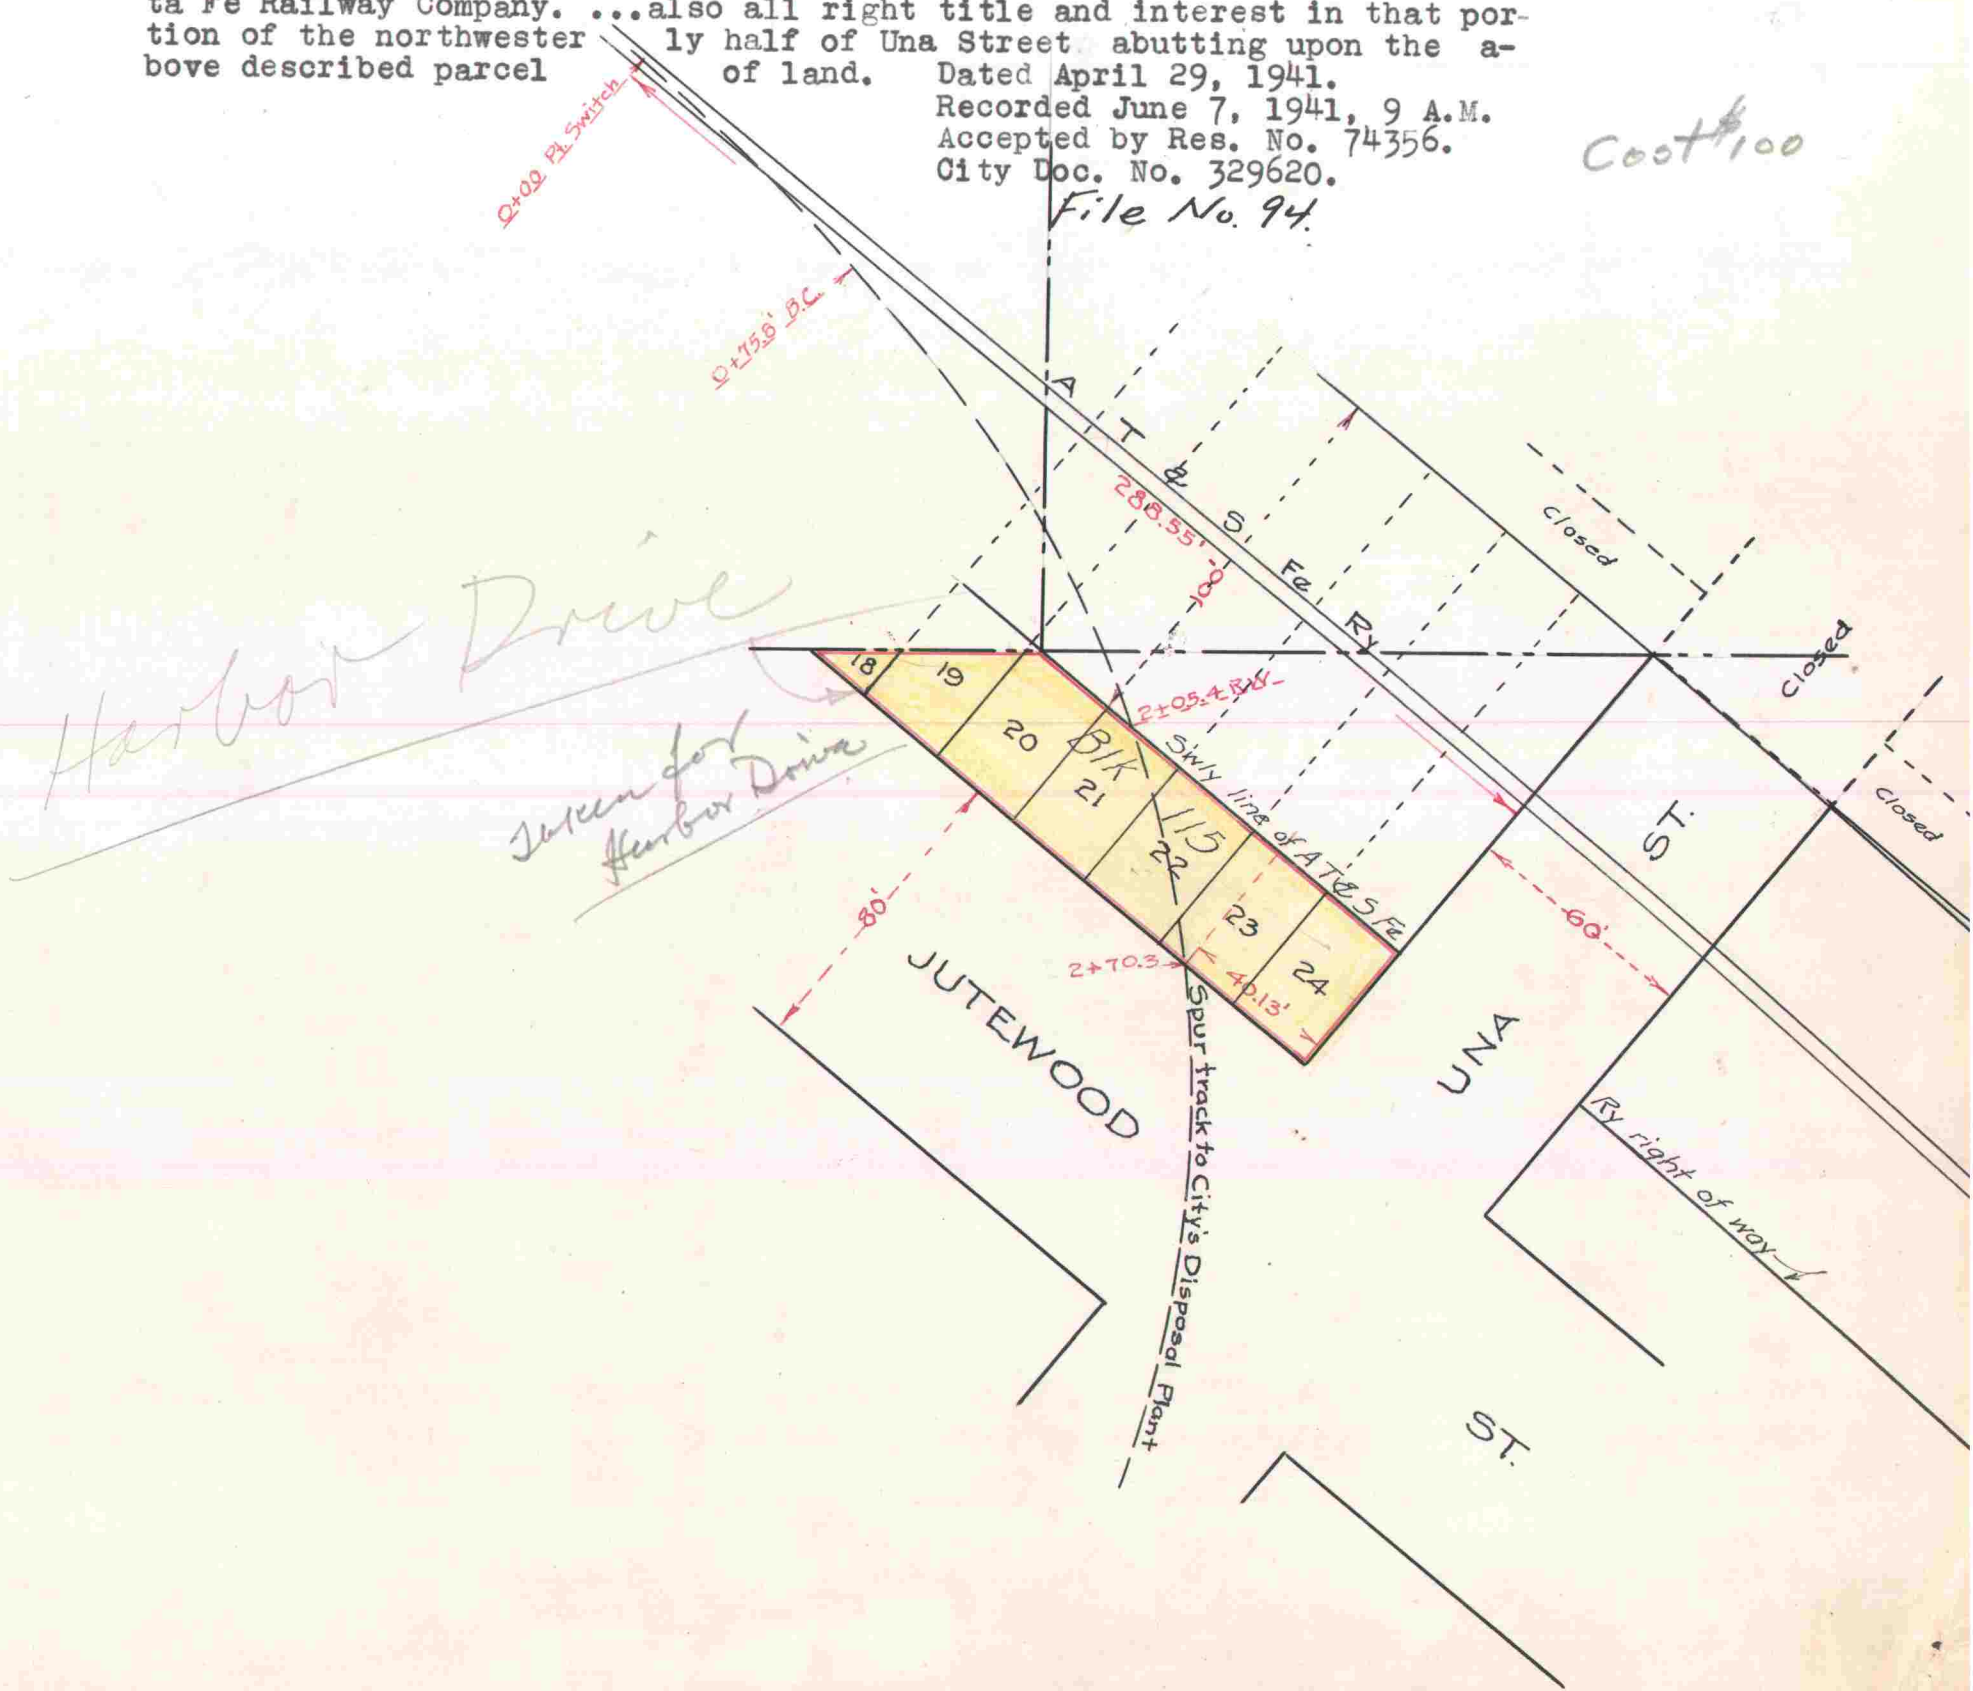 ta Fe Railway Company. ...also all right title and interest in that por-
tion of the northwester ly half of Una Street abutting upon the a-
bove described parcel of land. Dated April 29, 1941.
Recorded June 7, 1941, 9 A.M.
Accepted by Res. No. 74356.
City Doc. No. 329620.
File No. 94.
Cost $100
0+00 Pt. Switch
0+75.8' B.C.
A T & S. Fe Ry
288.55'
100'
closed
Closed
closed
Harbor Drive
Taken for
Harbor Drive
18
19
20
21
22
23
24
Blk 115
2+05.4 R/W
Swly line of A T & S Fe
80'
60'
2+70.3
40.13'
JUTEWOOD
ST.
UNA
ST.
Spur track to City's Disposal Plant
Ry right of way